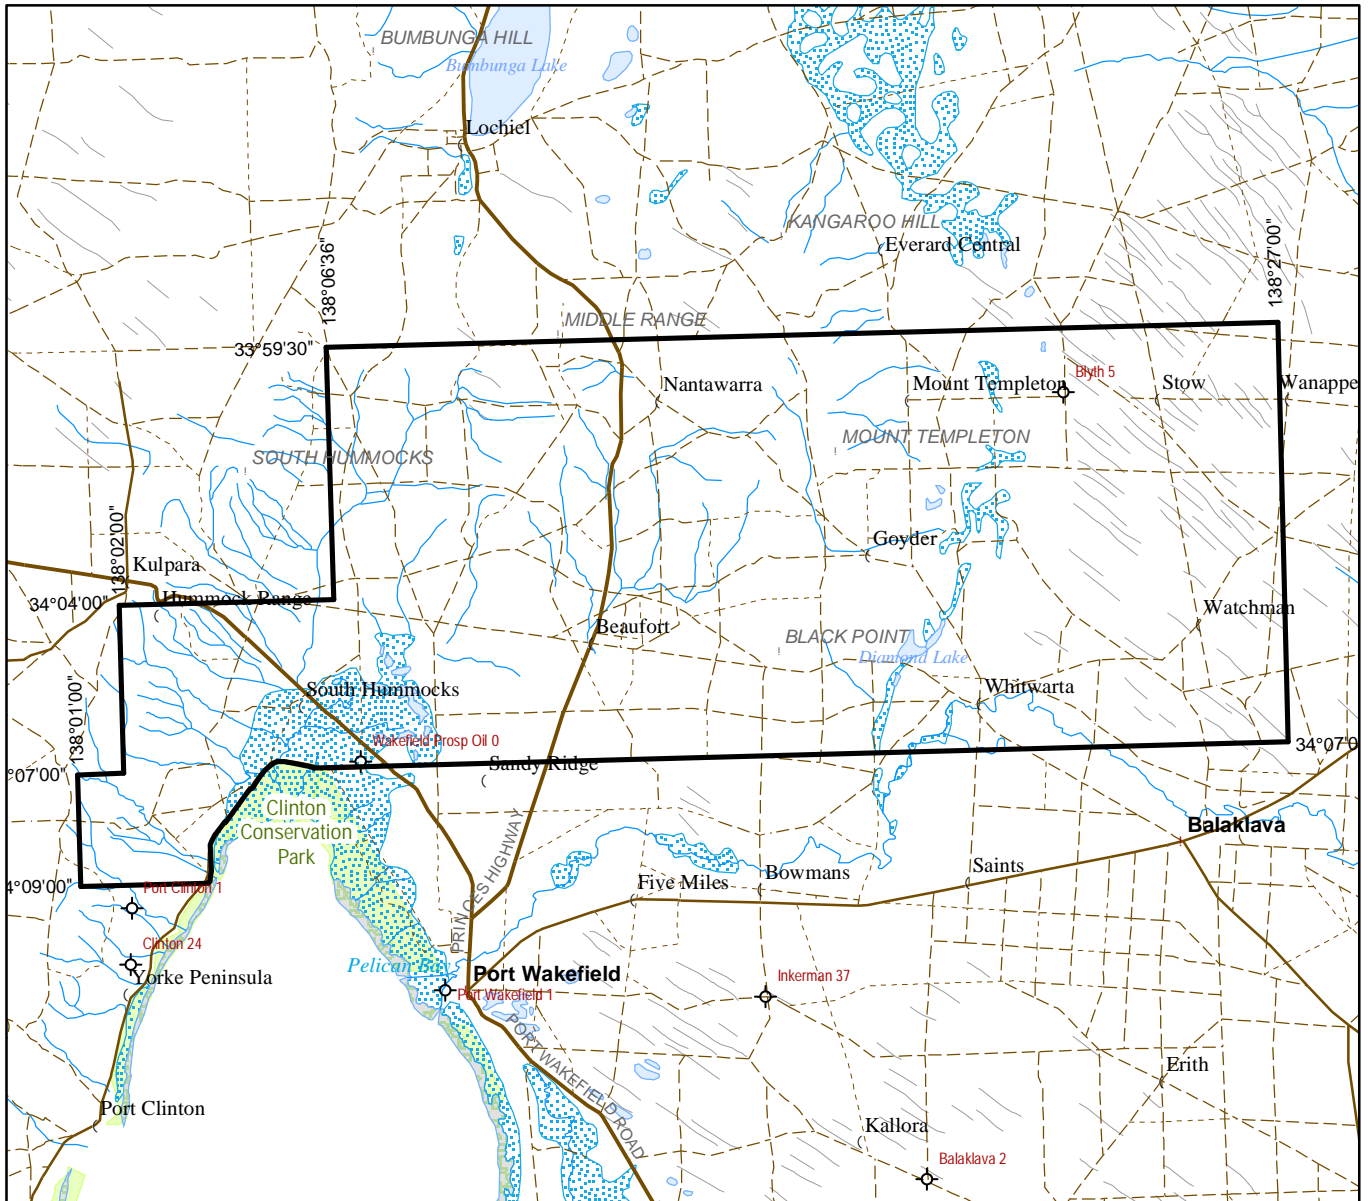 BUMBUNGA HILL
Bumbunga Lake
Lochiel
KANGAROO HILL
Everard Central
138°06'36"
138°27'00"
MIDDLE RANGE
33°59'30"
Nantawarra
Mount Templeton
Blyth 5
Stow
Wanappe
MOUNT TEMPLETON
SOUTH HUMMOCKS
138°02'00"
Goyder
Kulpara
34°04'00"
Hummock Range
Watchman
Beaufort
BLACK POINT
Diamond Lake
South Hummocks
Whitwarta
138°01'00"
Wakefield Prosp Oil 0
34°07'0
°07'00"
Sandy Ridge
Clinton
Conservation
Park
PRINCES HIGHWAY
Balaklava
4°09'00"
Port Clinton 1
Five Miles
Bowmans
Saints
Clinton 24
Yorke Peninsula
Pelican Bay
Port Wakefield
Port Wakefield 1
Inkerman 37
PORT WAKEFIELD ROAD
Erith
Port Clinton
Kallora
Balaklava 2